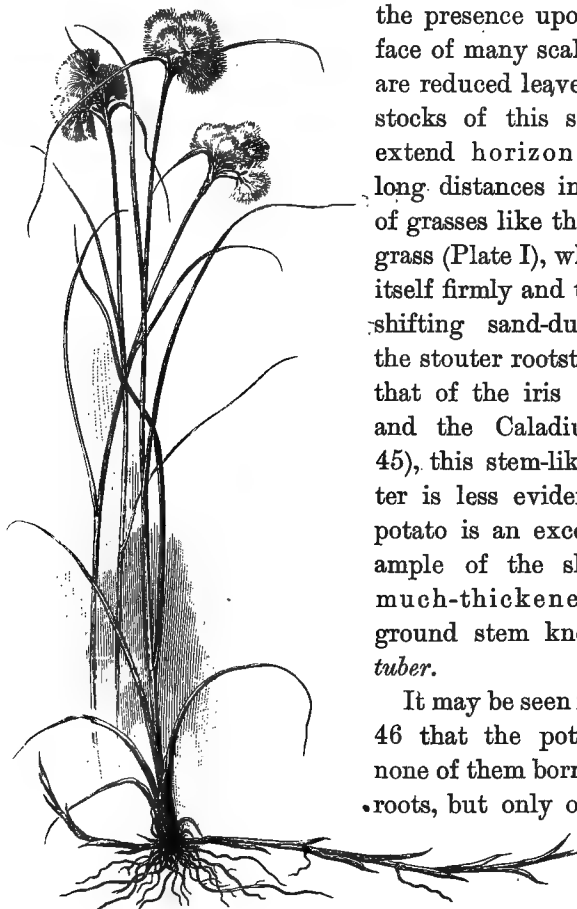 the presence upo
face of many scal
are reduced leave
stocks of this s
extend horizon
long distances in
of grasses like th
grass (Plate I), wh
itself firmly and t
shifting sand-du
the stouter rootst
that of the iris
and the Caladiu
45), this stem-lik
ter is less evide
potato is an exce
ample of the sl
much-thickene
ground stem kn
tuber.
It may be seen
46 that the pot
none of them born
roots, but only o